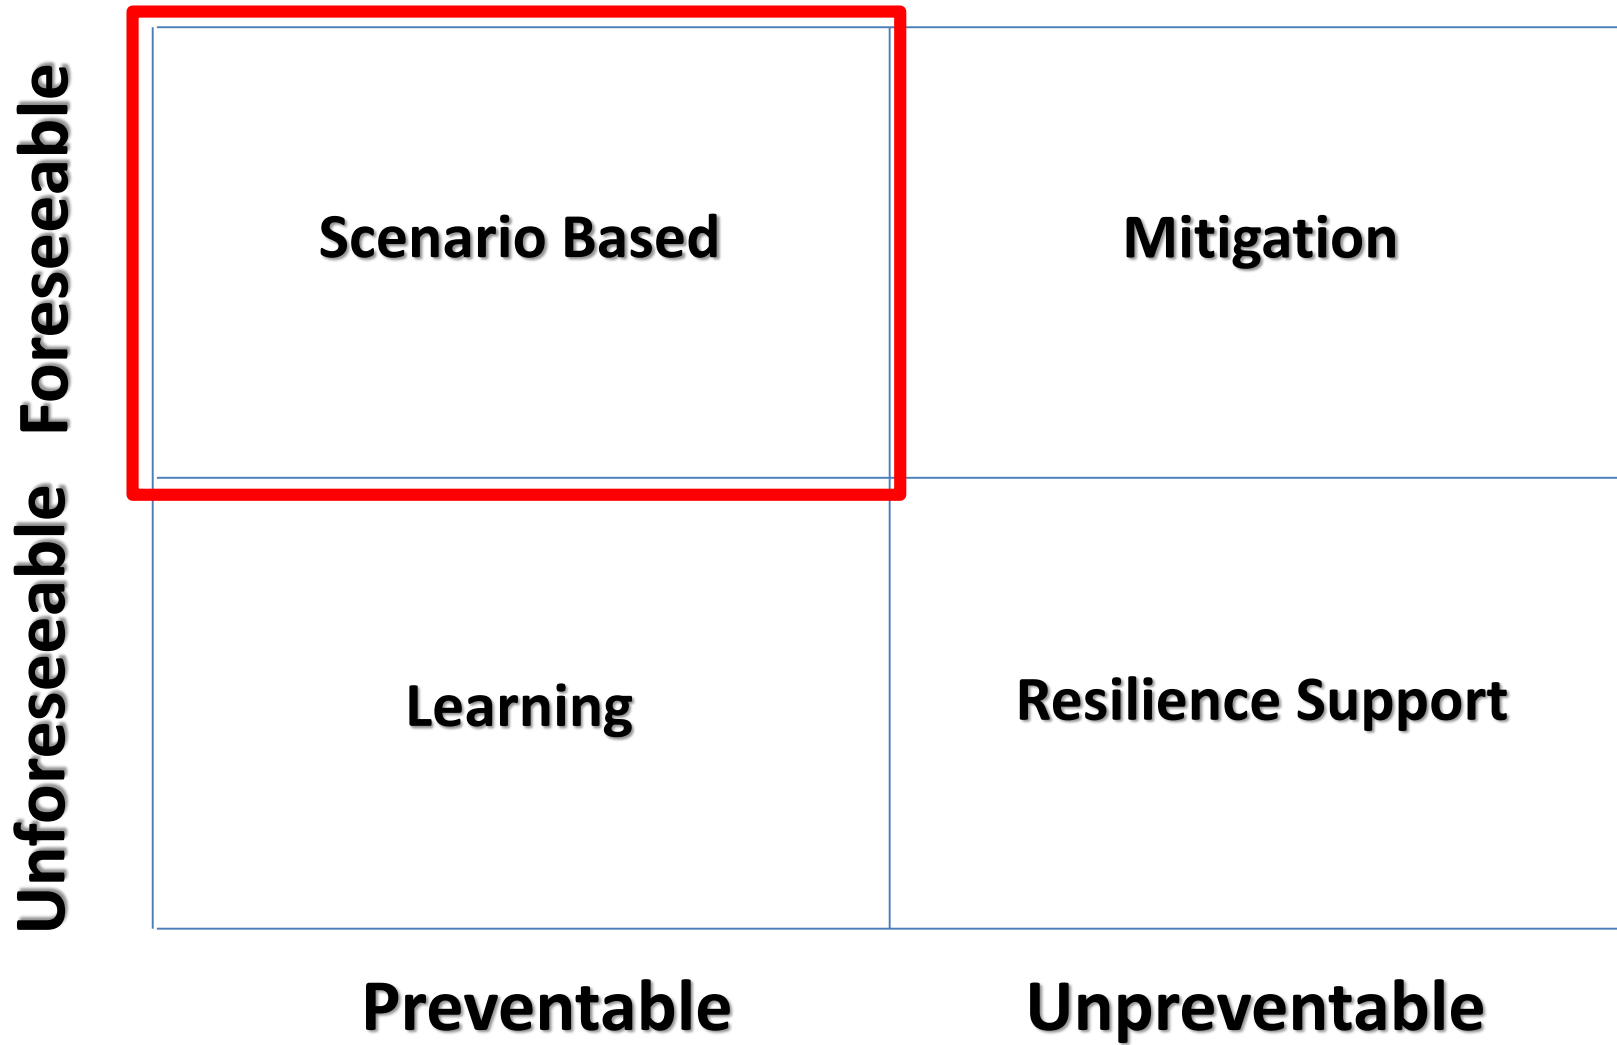 Foreseeable
Scenario Based
Mitigation
Unforeseeable
Learning
Resilience Support
Preventable
Unpreventable